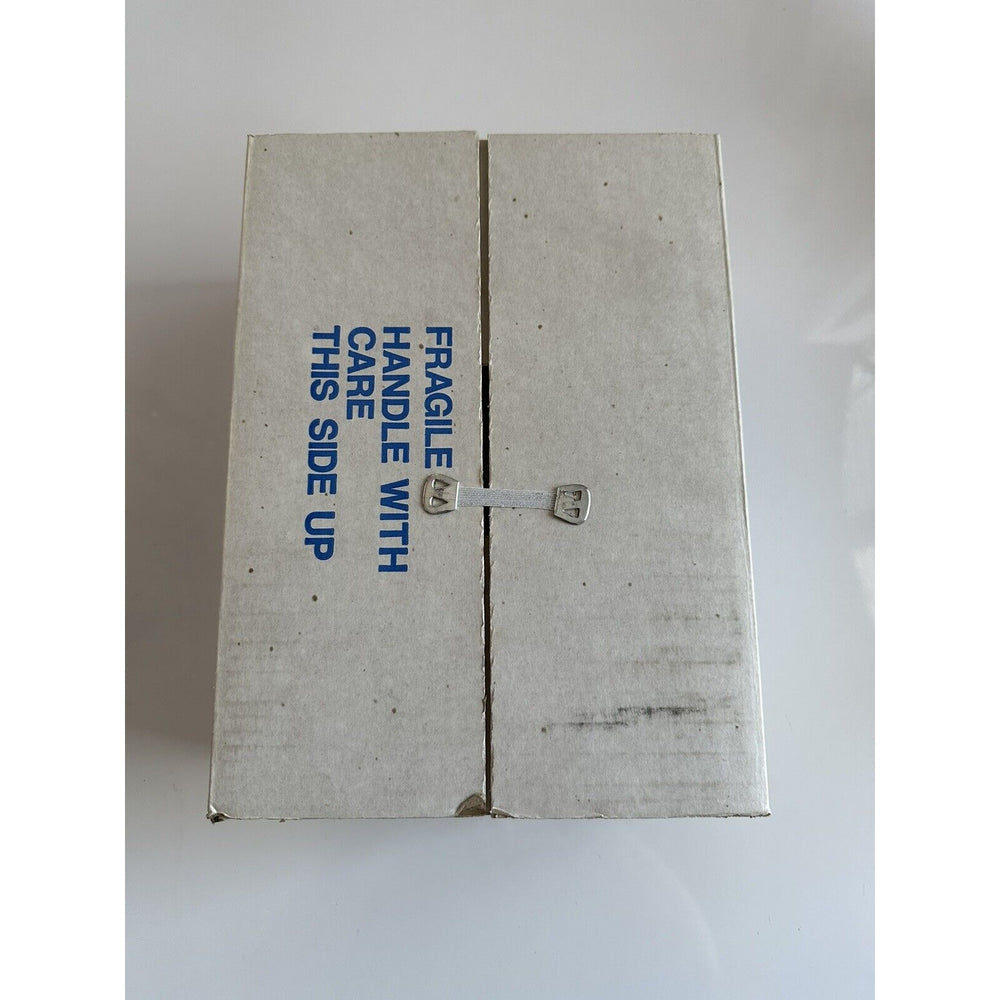 FRAGILE
HANDLE WITH
CARE
THIS SIDE UP